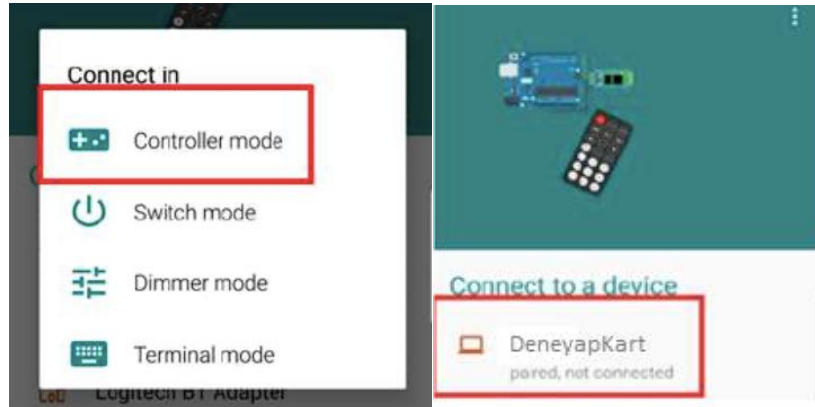 Connect in
Controller mode
Switch mode
Dimmer mode
Terminal mode
Logitech BT Adapter
Connect to a device
DeneyapKart
paired, not connected